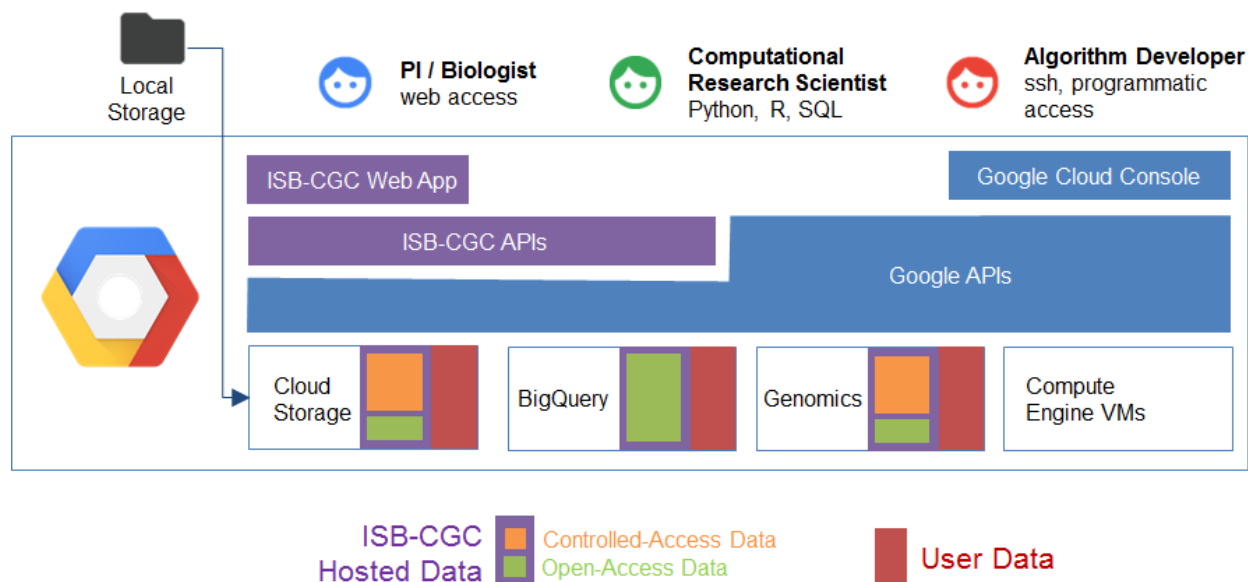 Local
Storage
PI / Biologist
web access
Computational
Research Scientist
Python, R, SQL
Algorithm Developer
ssh, programmatic
access
ISB-CGC Web App
Google Cloud Console
ISB-CGC APIs
Google APIs
Cloud
Storage
BigQuery
Genomics
Compute
Engine VMs
ISB-CGC
Hosted Data
Controlled-Access Data
Open-Access Data
User Data